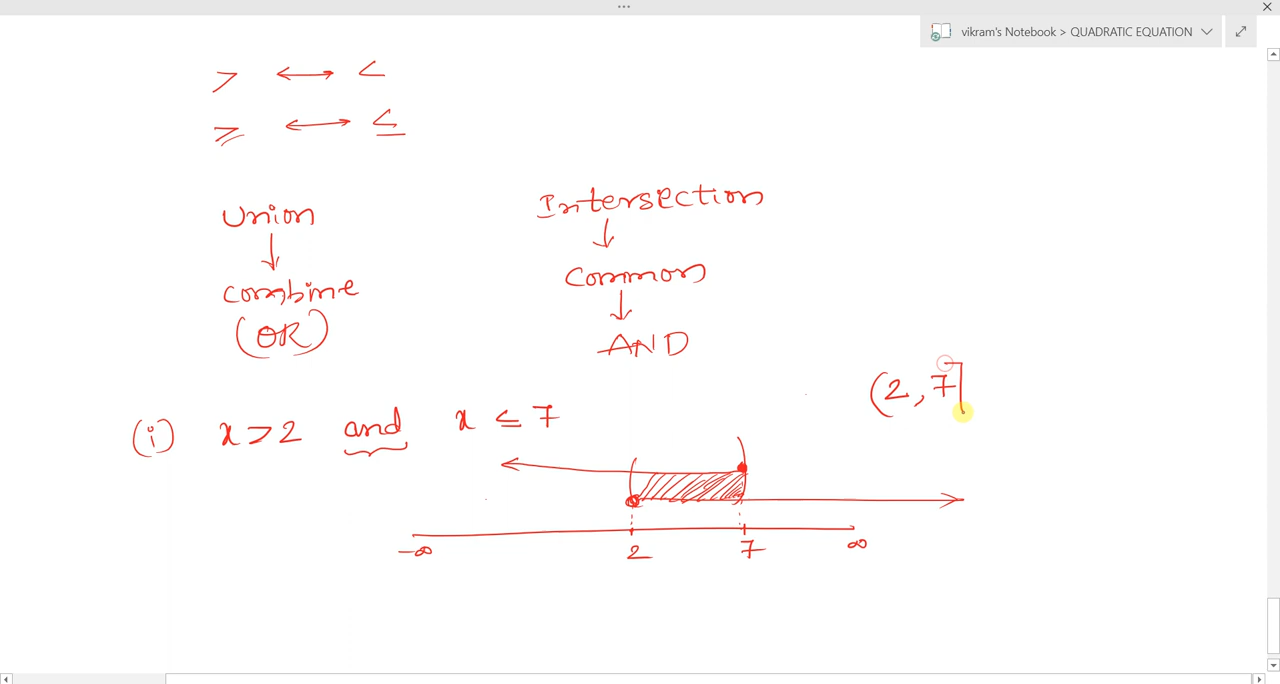 vikram's Notebook > QUADRATIC EQUATION
> ⟷ <
≥ ⟷ ≤
Union Intersection
↓ ↓
Combine Common
(OR) ↓
AND
(2, 7]
(i) x > 2 and x ≤ 7
-∞ 2 7 ∞